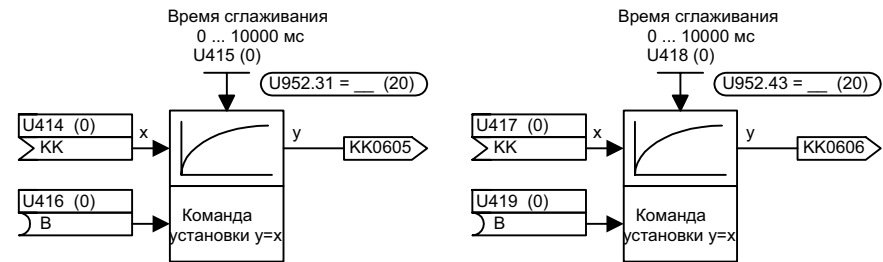 Время сглаживания
0 ... 10000 мс
U415 (0)
U952.31 = __ (20)
U414 (0)
KK
x
y
KK0605
U416 (0)
B
Команда
установки y=x
Время сглаживания
0 ... 10000 мс
U418 (0)
U952.43 = __ (20)
U417 (0)
KK
x
y
KK0606
U419 (0)
B
Команда
установки y=x